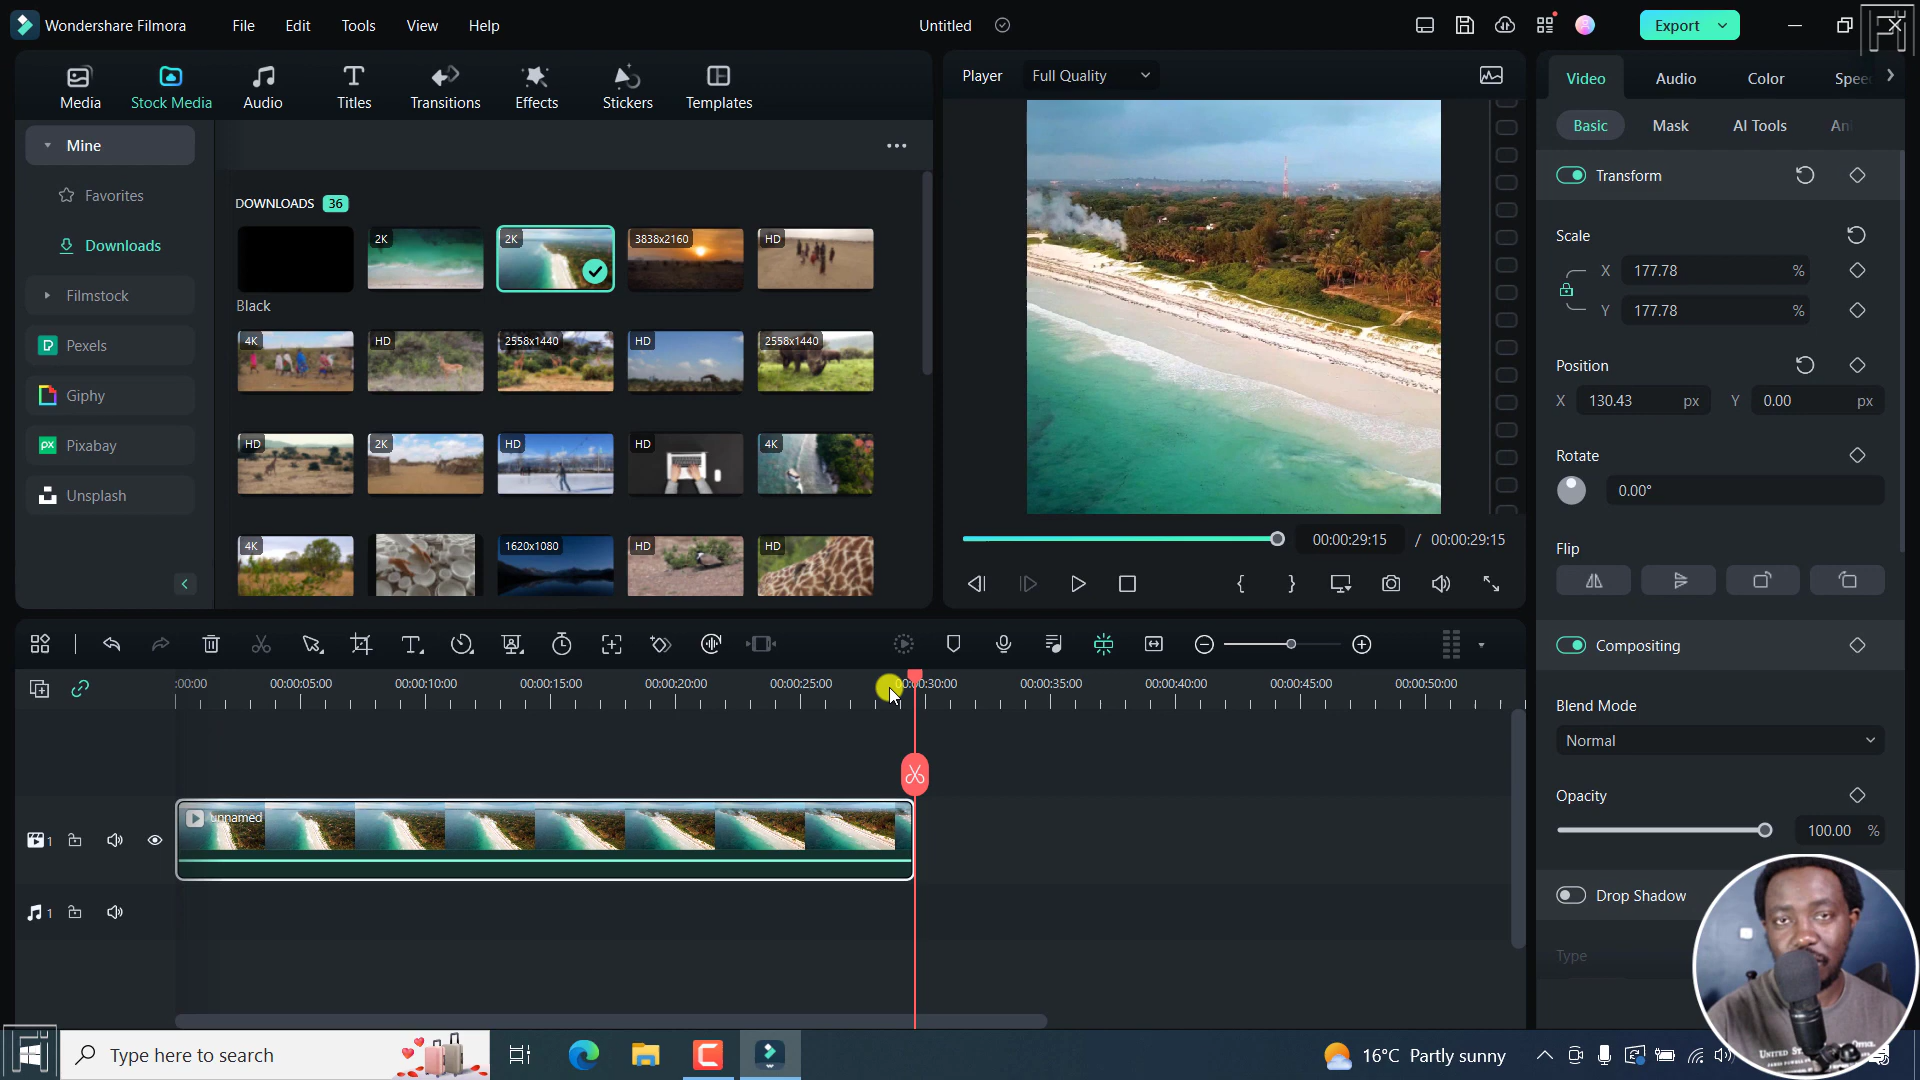 Wondershare Filmora File Edit Tools View Help Untitled Export
Media Stock Media Audio Titles Transitions Effects Stickers Templates
Mine
Favorites
Downloads
Filmstock
Pexels
Giphy
Pixabay
Unsplash
DOWNLOADS 36
2K 2K 3838x2160 HD
Black
4K HD 2558x1440 HD 2558x1440
HD 2K HD HD 4K
4K 1620x1080 HD HD
Player Full Quality
00:00:29:15 / 00:00:29:15
Video Audio Color Spee
Basic Mask AI Tools An
Transform
Scale
X 177.78 %
Y 177.78 %
Position
X 130.43 px Y 0.00 px
Rotate
0.00°
Flip
Compositing
Blend Mode
Normal
Opacity
100.00 %
Drop Shadow
Type
:00:00 00:00:05:00 00:00:10:00 00:00:15:00 00:00:20:00 00:00:25:00 00:00:30:00 00:00:35:00 00:00:40:00 00:00:45:00 00:00:50:00
unnamed
1
1
Type here to search
16°C Partly sunny